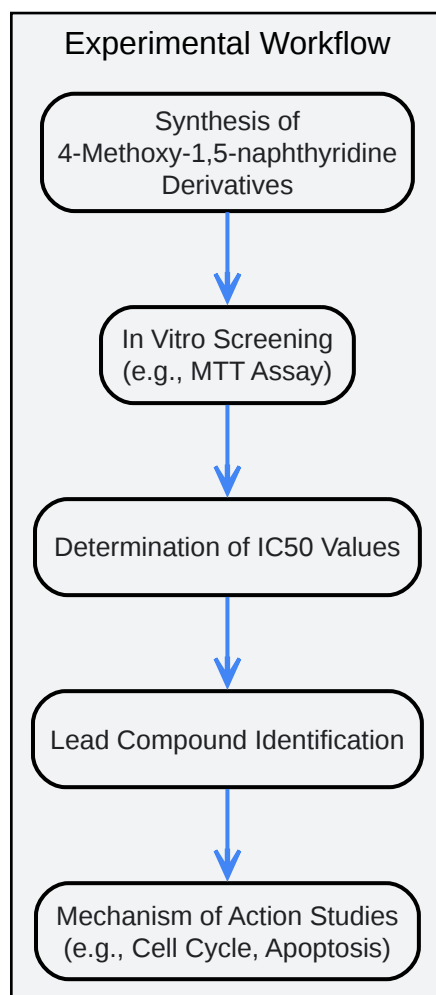 Experimental Workflow
Synthesis of
4-Methoxy-1,5-naphthyridine
Derivatives
In Vitro Screening
(e.g., MTT Assay)
Determination of IC50 Values
Lead Compound Identification
Mechanism of Action Studies
(e.g., Cell Cycle, Apoptosis)